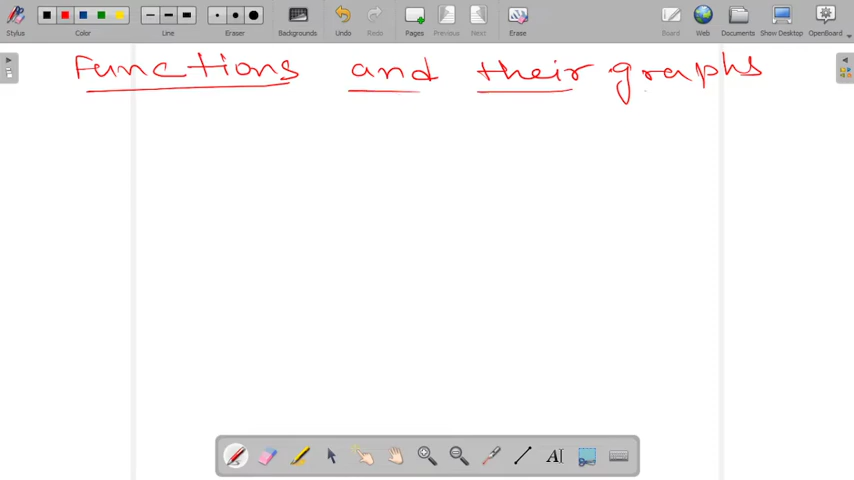 Stylus Color Line Eraser Backgrounds Undo Redo Pages Previous Next Erase Board Web Documents Show Desktop OpenBoard
Functions and their graphs
AI